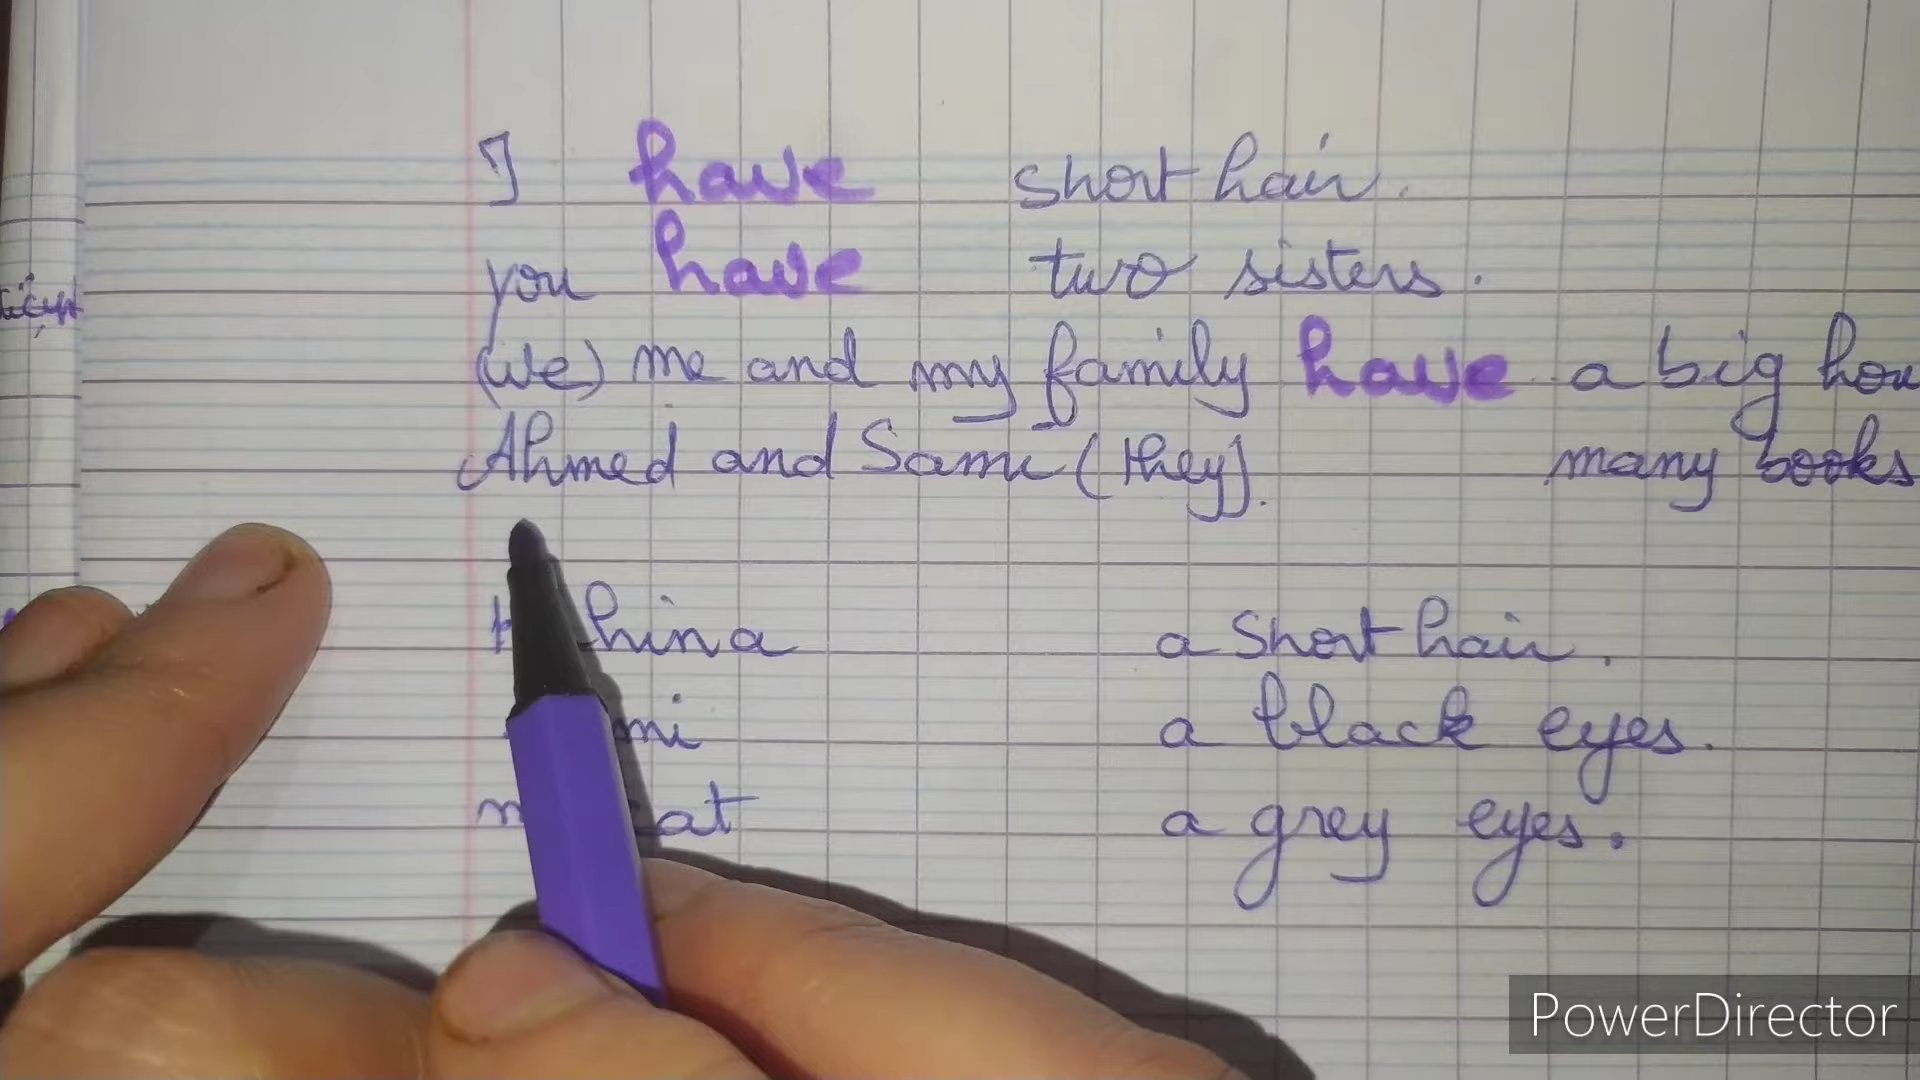 I have short hair.
you have two sisters.
(we) me and my family have a big hou
Ahmed and Sami (they). many books
hina a short hair.
mi a black eyes.
m at a grey eyes.
PowerDirector